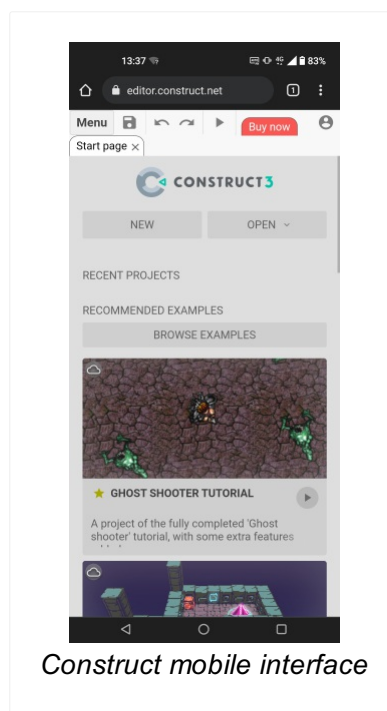 13:37 83%
editor.construct.net 1
Menu Buy now
Start page ×
CONSTRUCT3
NEW OPEN
RECENT PROJECTS
RECOMMENDED EXAMPLES
BROWSE EXAMPLES
GHOST SHOOTER TUTORIAL
A project of the fully completed 'Ghost
shooter' tutorial, with some extra features
Construct mobile interface